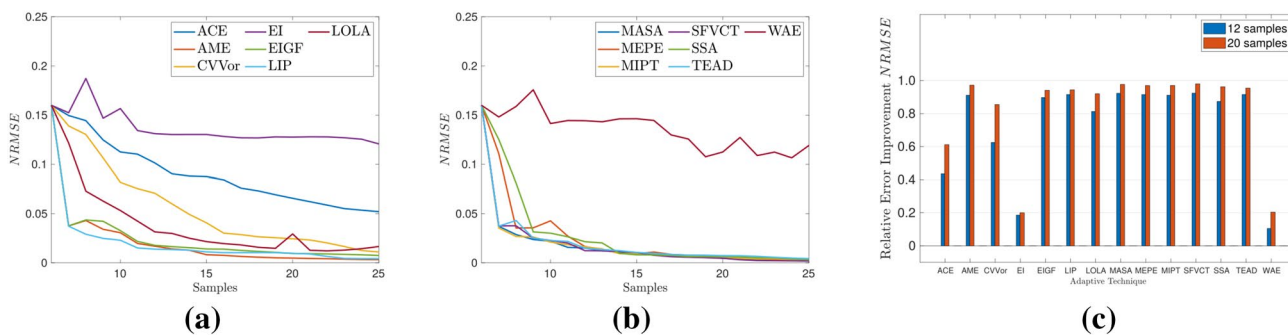 0.25
0.2
0.15
0.1
0.05
0
NRMSE
ACE EI LOLA
AME EIGF
CVVor LIP
10 15 20 25
Samples
(a)
0.25
0.2
0.15
0.1
0.05
0
NRMSE
MASA SFVCT WAE
MEPE SSA
MIPT TEAD
10 15 20 25
Samples
(b)
Relative Error Improvement NRMSE
1.0
0.8
0.6
0.4
0.2
0
12 samples
20 samples
ACE AME CVVor EI EIGF LIP LOLA MASA MEPE MIPT SFVCT SSA TEAD WAE
Adaptive Technique
(c)